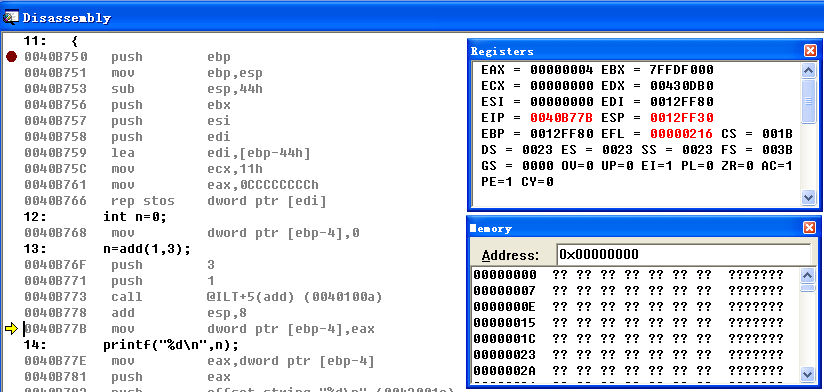 Disassembly
11:    {
0040B750   push        ebp
0040B751   mov         ebp,esp
0040B753   sub         esp,44h
0040B756   push        ebx
0040B757   push        esi
0040B758   push        edi
0040B759   lea         edi,[ebp-44h]
0040B75C   mov         ecx,11h
0040B761   mov         eax,0CCCCCCCCh
0040B766   rep stos    dword ptr [edi]
12:       int n=0;
0040B768   mov         dword ptr [ebp-4],0
13:       n=add(1,3);
0040B76F   push        3
0040B771   push        1
0040B773   call        @ILT+5(add) (0040100a)
0040B778   add         esp,8
0040B77B   mov         dword ptr [ebp-4],eax
14:       printf("%d\n",n);
0040B77E   mov         eax,dword ptr [ebp-4]
0040B781   push        eax
Registers
EAX = 00000004 EBX = 7FFDF000
ECX = 00000000 EDX = 00430DB0
ESI = 00000000 EDI = 0012FF80
EIP = 0040B77B ESP = 0012FF30
EBP = 0012FF80 EFL = 00000216 CS = 001B
DS = 0023 ES = 0023 SS = 0023 FS = 003B
GS = 0000 OV=0 UP=0 EI=1 PL=0 ZR=0 AC=1
PE=1 CY=0
Memory
Address: 0x00000000
00000000  ?? ?? ?? ?? ?? ?? ??  ???????
00000007  ?? ?? ?? ?? ?? ?? ??  ???????
0000000E  ?? ?? ?? ?? ?? ?? ??  ???????
00000015  ?? ?? ?? ?? ?? ?? ??  ???????
0000001C  ?? ?? ?? ?? ?? ?? ??  ???????
00000023  ?? ?? ?? ?? ?? ?? ??  ???????
0000002A  ?? ?? ?? ?? ?? ?? ??  ???????